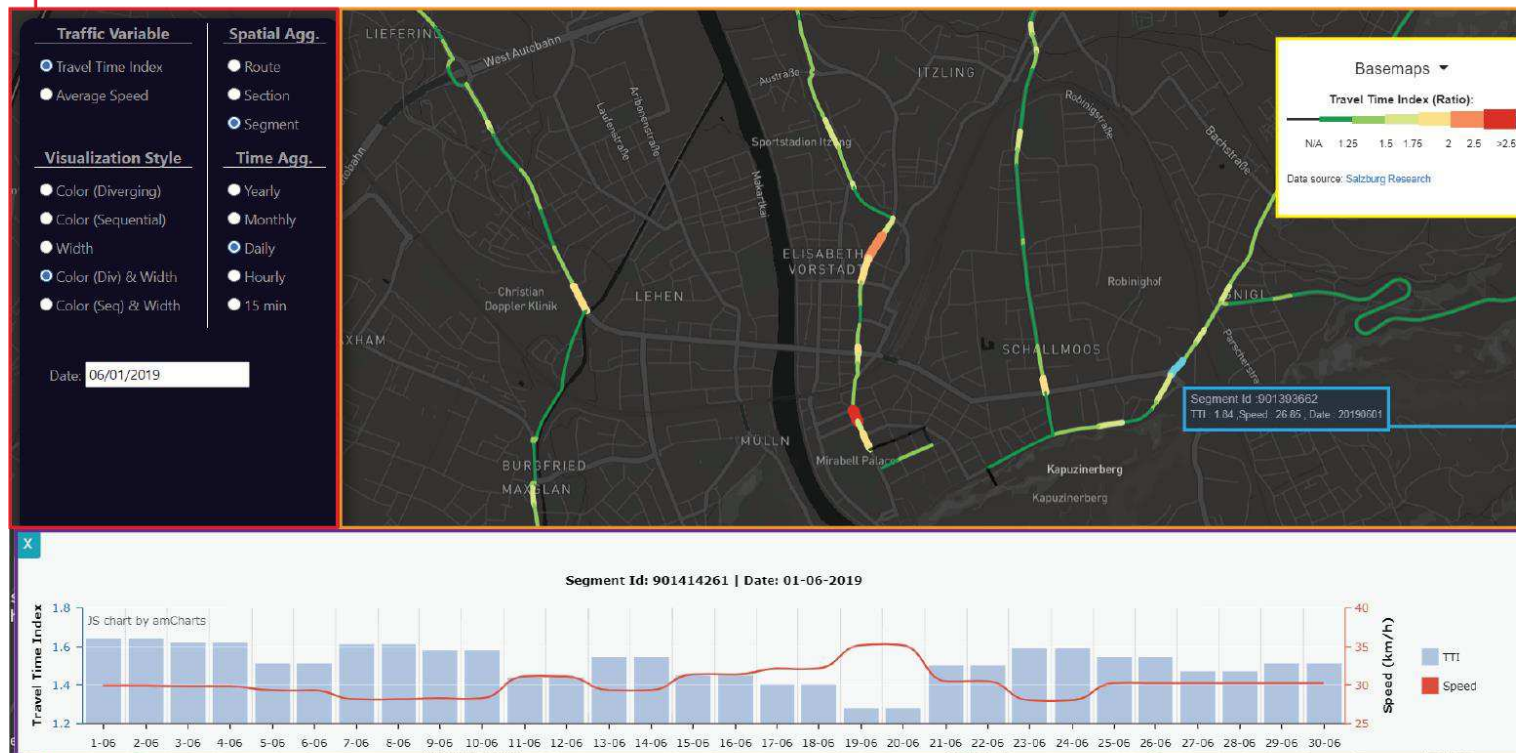 Traffic Variable
Travel Time Index
Average Speed
Spatial Agg.
Route
Section
Segment
Visualization Style
Color (Diverging)
Color (Sequential)
Width
Color (Div) & Width
Color (Seq) & Width
Time Agg.
Yearly
Monthly
Daily
Hourly
15 min
Date: 06/01/2019
LIEFERING
West Autobahn
Austraße
ITZLING
Robinigstraße
Bachstraße
Laufenstraße
Aribonenstraße
Sportstadion Itzling
Makartkai
ELISABETH
VORSTADT
Christian
Doppler Klinik
LEHEN
Robinighof
GNIGL
AXHAM
SCHALLMOOS
Parscherstra
MÜLLN
Mirabell Palace
BURGFRIED
MAXGLAN
Kapuzinerberg
Kapuzinerberg
Basemaps
Travel Time Index (Ratio):
N/A 1.25 1.5 1.75 2 2.5 >2.5
Data source: Salzburg Research
Segment Id :901393662
TTI : 1.84 ,Speed : 26.85 , Date : 20190601
X
Segment Id: 901414261 | Date: 01-06-2019
JS chart by amCharts
Travel Time Index
1.8
1.6
1.4
1.2
40
35
30
25
Speed (km/h)
TTI
Speed
1-06 2-06 3-06 4-06 5-06 6-06 7-06 8-06 9-06 10-06 11-06 12-06 13-06 14-06 15-06 16-06 17-06 18-06 19-06 20-06 21-06 22-06 23-06 24-06 25-06 26-06 27-06 28-06 29-06 30-06